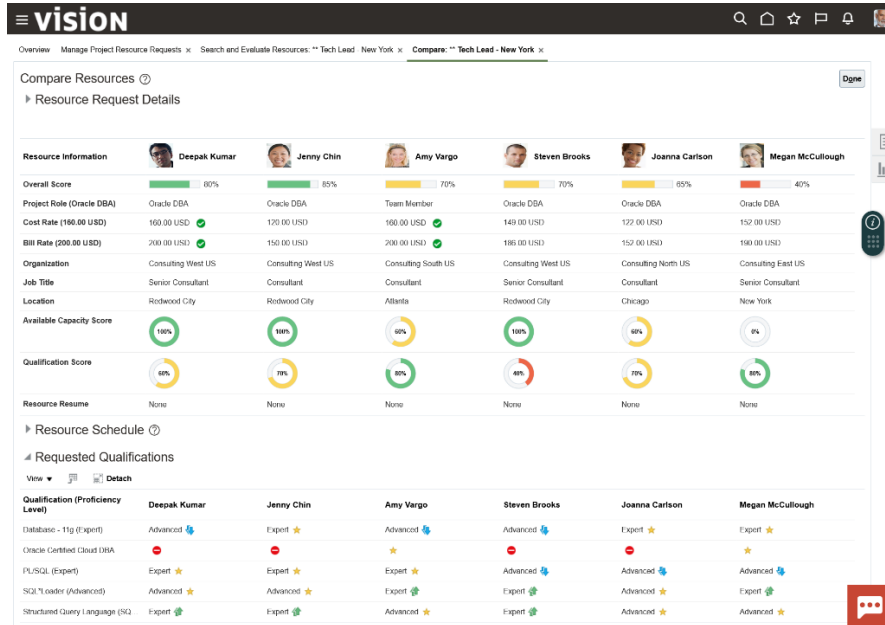 vision
Overview Manage Project Resource Requests × Search and Evaluate Resources: ** Tech Lead - New York × Compare: ** Tech Lead - New York ×
Compare Resources
Done
Resource Request Details
Resource Information Deepak Kumar Jenny Chin Amy Vargo Steven Brooks Joanna Carlson Megan McCullough
Overall Score 80% 85% 70% 70% 65% 40%
Project Role (Oracle DBA) Oracle DBA Oracle DBA Team Member Oracle DBA Oracle DBA Oracle DBA
Cost Rate (160.00 USD) 160.00 USD 120.00 USD 160.00 USD 149.00 USD 122.00 USD 152.00 USD
Bill Rate (200.00 USD) 200.00 USD 150.00 USD 200.00 USD 186.00 USD 152.00 USD 190.00 USD
Organization Consulting West US Consulting West US Consulting South US Consulting West US Consulting North US Consulting East US
Job Title Senior Consultant Consultant Consultant Senior Consultant Consultant Senior Consultant
Location Redwood City Redwood City Atlanta Redwood City Chicago New York
Available Capacity Score 100% 100% 60% 100% 60% 0%
Qualification Score 60% 70% 80% 40% 70% 80%
Resource Resume None None None None None None
Resource Schedule
Requested Qualifications
View Detach
Qualification (Proficiency
Level) Deepak Kumar Jenny Chin Amy Vargo Steven Brooks Joanna Carlson Megan McCullough
Database - 11g (Expert) Advanced Expert Advanced Advanced Expert Expert
Oracle Certified Cloud DBA
PL/SQL (Expert) Expert Expert Expert Advanced Advanced Advanced
SQL*Loader (Advanced) Advanced Advanced Expert Expert Advanced Expert
Structured Query Language (SQ... Expert Expert Advanced Expert Advanced Advanced